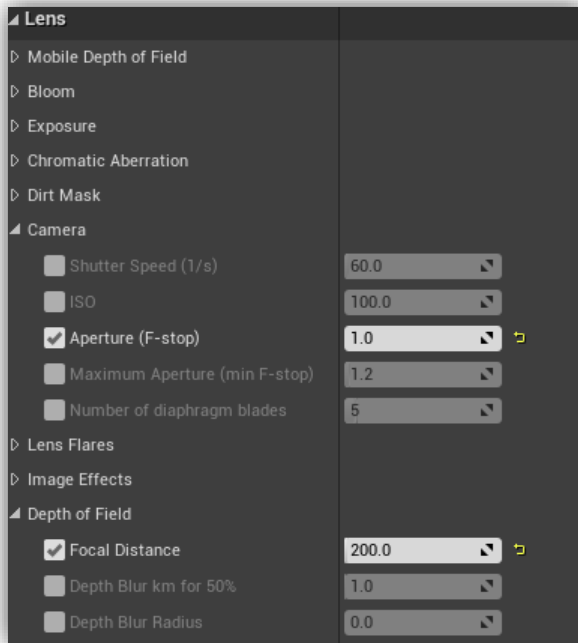 Lens
Mobile Depth of Field
Bloom
Exposure
Chromatic Aberration
Dirt Mask
Camera
Shutter Speed (1/s) 60.0
ISO 100.0
Aperture (F-stop) 1.0
Maximum Aperture (min F-stop) 1.2
Number of diaphragm blades 5
Lens Flares
Image Effects
Depth of Field
Focal Distance 200.0
Depth Blur km for 50% 1.0
Depth Blur Radius 0.0